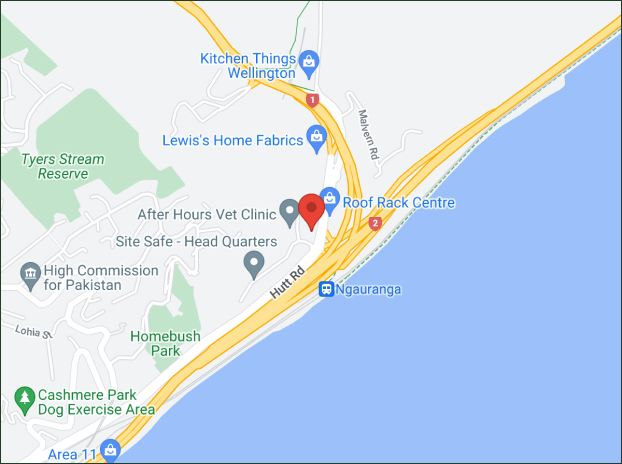 Kitchen Things
Wellington
1
Malvern Rd
Lewis's Home Fabrics
Tyers Stream
Reserve
After Hours Vet Clinic
Roof Rack Centre
2
Site Safe - Head Quarters
High Commission
for Pakistan
Hutt Rd
Ngauranga
Lohia St
Homebush
Park
Cashmere Park
Dog Exercise Area
Area 11